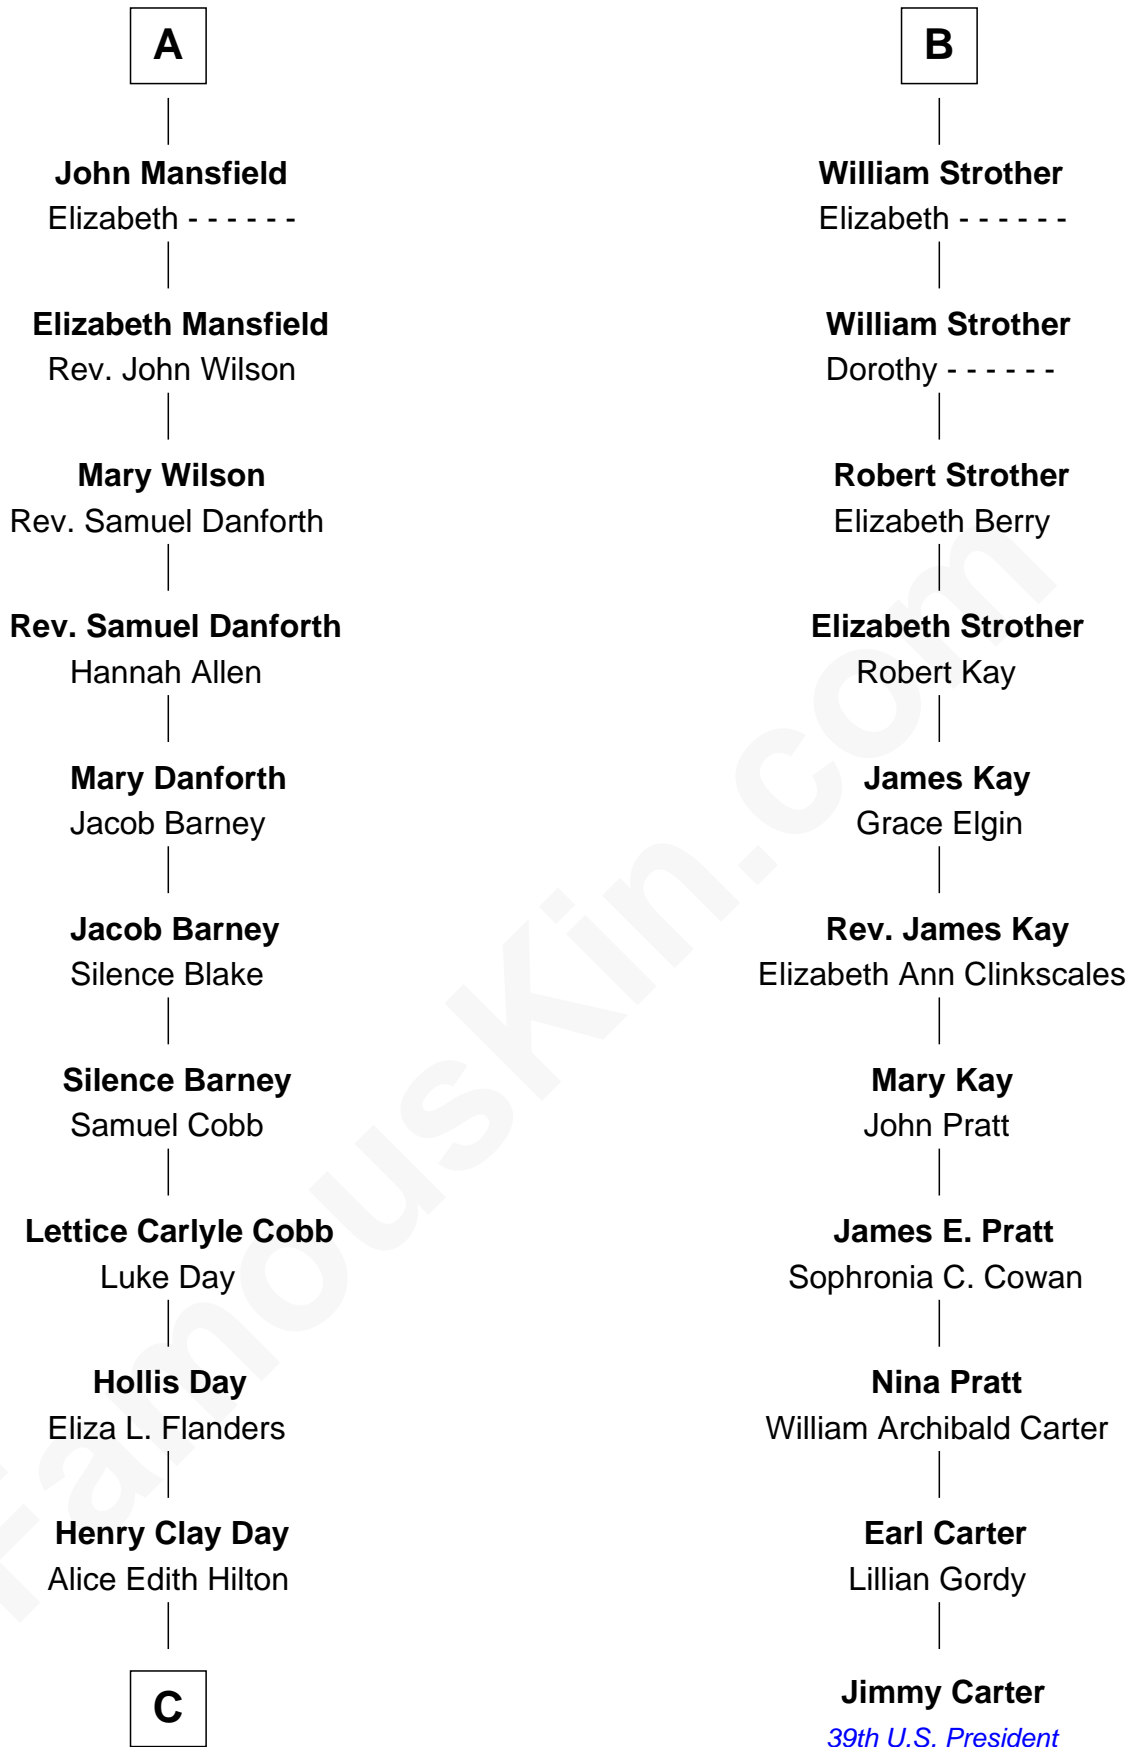 A
John Mansfield
Elizabeth - - - - - -
Elizabeth Mansfield
Rev. John Wilson
Mary Wilson
Rev. Samuel Danforth
Rev. Samuel Danforth
Hannah Allen
Mary Danforth
Jacob Barney
Jacob Barney
Silence Blake
Silence Barney
Samuel Cobb
Lettice Carlyle Cobb
Luke Day
Hollis Day
Eliza L. Flanders
Henry Clay Day
Alice Edith Hilton
C
B
William Strother
Elizabeth - - - - - -
William Strother
Dorothy - - - - - -
Robert Strother
Elizabeth Berry
Elizabeth Strother
Robert Kay
James Kay
Grace Elgin
Rev. James Kay
Elizabeth Ann Clinkscales
Mary Kay
John Pratt
James E. Pratt
Sophronia C. Cowan
Nina Pratt
William Archibald Carter
Earl Carter
Lillian Gordy
Jimmy Carter
39th U.S. President
FamousKin.com